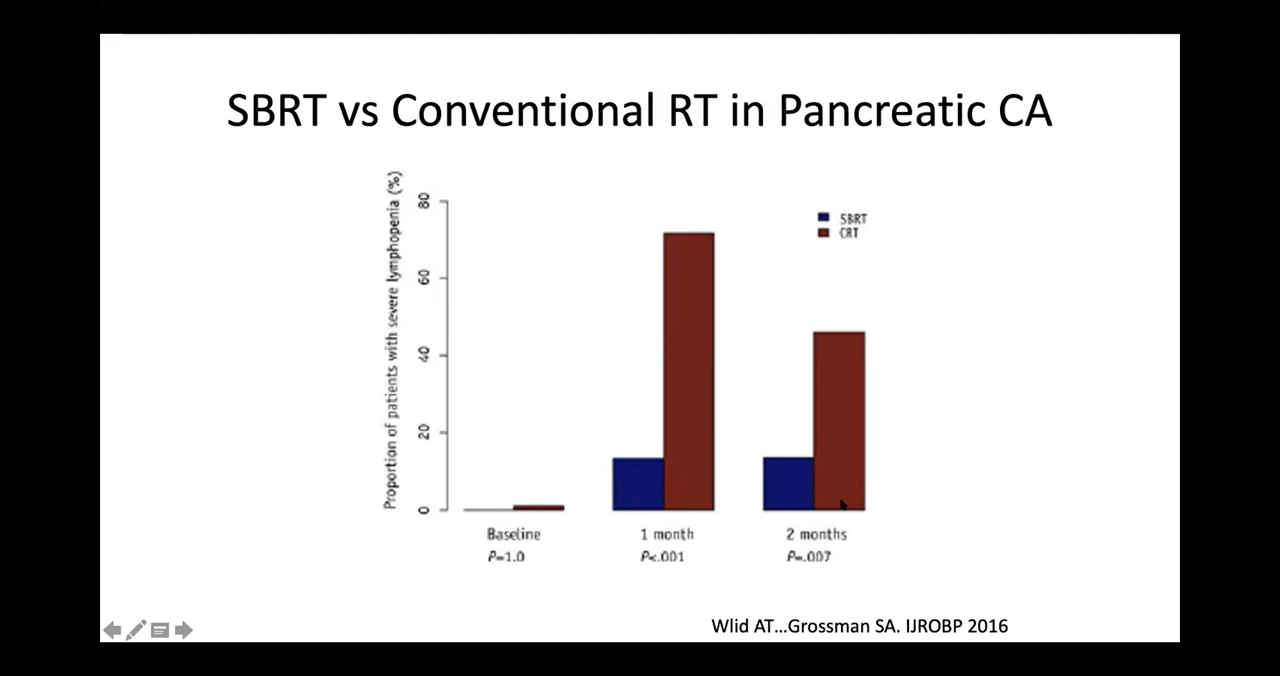 SBRT vs Conventional RT in Pancreatic CA
Proportion of patients with severe lymphopenia (%)
80
60
40
20
0
SBRT
CRT
Baseline
1 month
2 months
P=1.0
P<.001
P=.007
Wlid AT...Grossman SA. IJROBP 2016